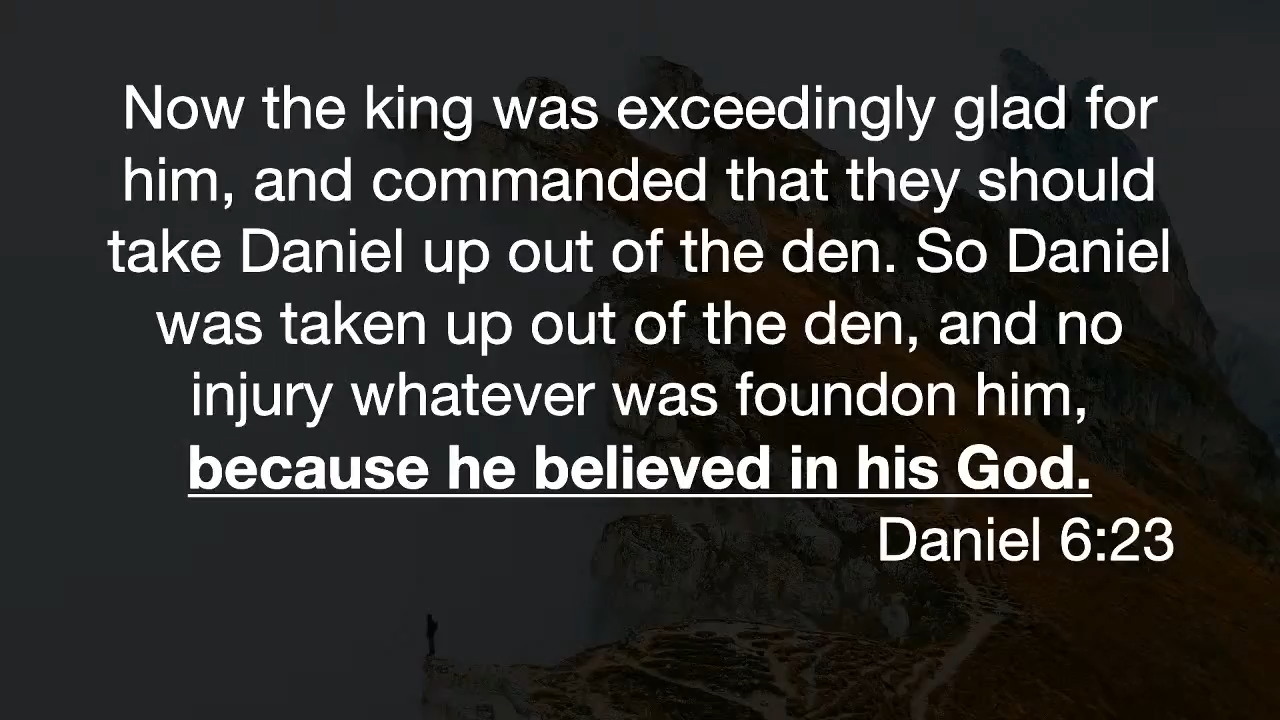 Now the king was exceedingly glad for
him, and commanded that they should
take Daniel up out of the den. So Daniel
was taken up out of the den, and no
injury whatever was foundon him,
because he believed in his God.
Daniel 6:23